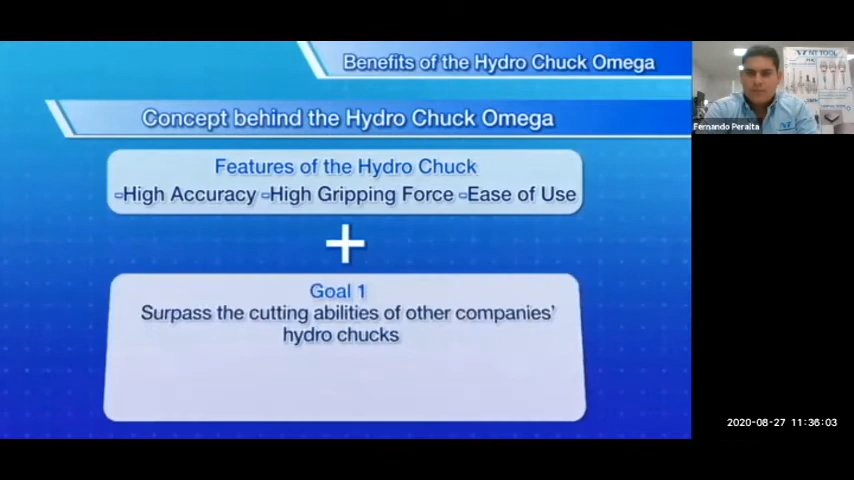 Benefits of the Hydro Chuck Omega
Concept behind the Hydro Chuck Omega
Features of the Hydro Chuck
-High Accuracy -High Gripping Force -Ease of Use
+
Goal 1
Surpass the cutting abilities of other companies'
hydro chucks
NT TOOL
Fernando Peralta
2020-08-27 11:36:03